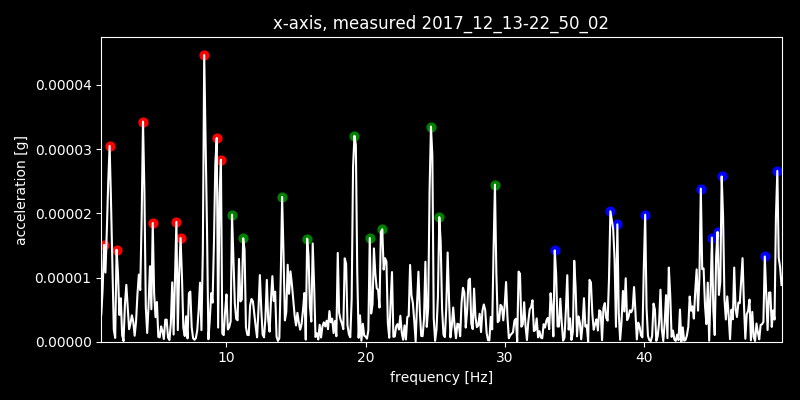 x-axis, measured 2017_12_13-22_50_02
0.00004
0.00003
0.00002
0.00001
0.00000
acceleration [g]
10 20 30 40
frequency [Hz]